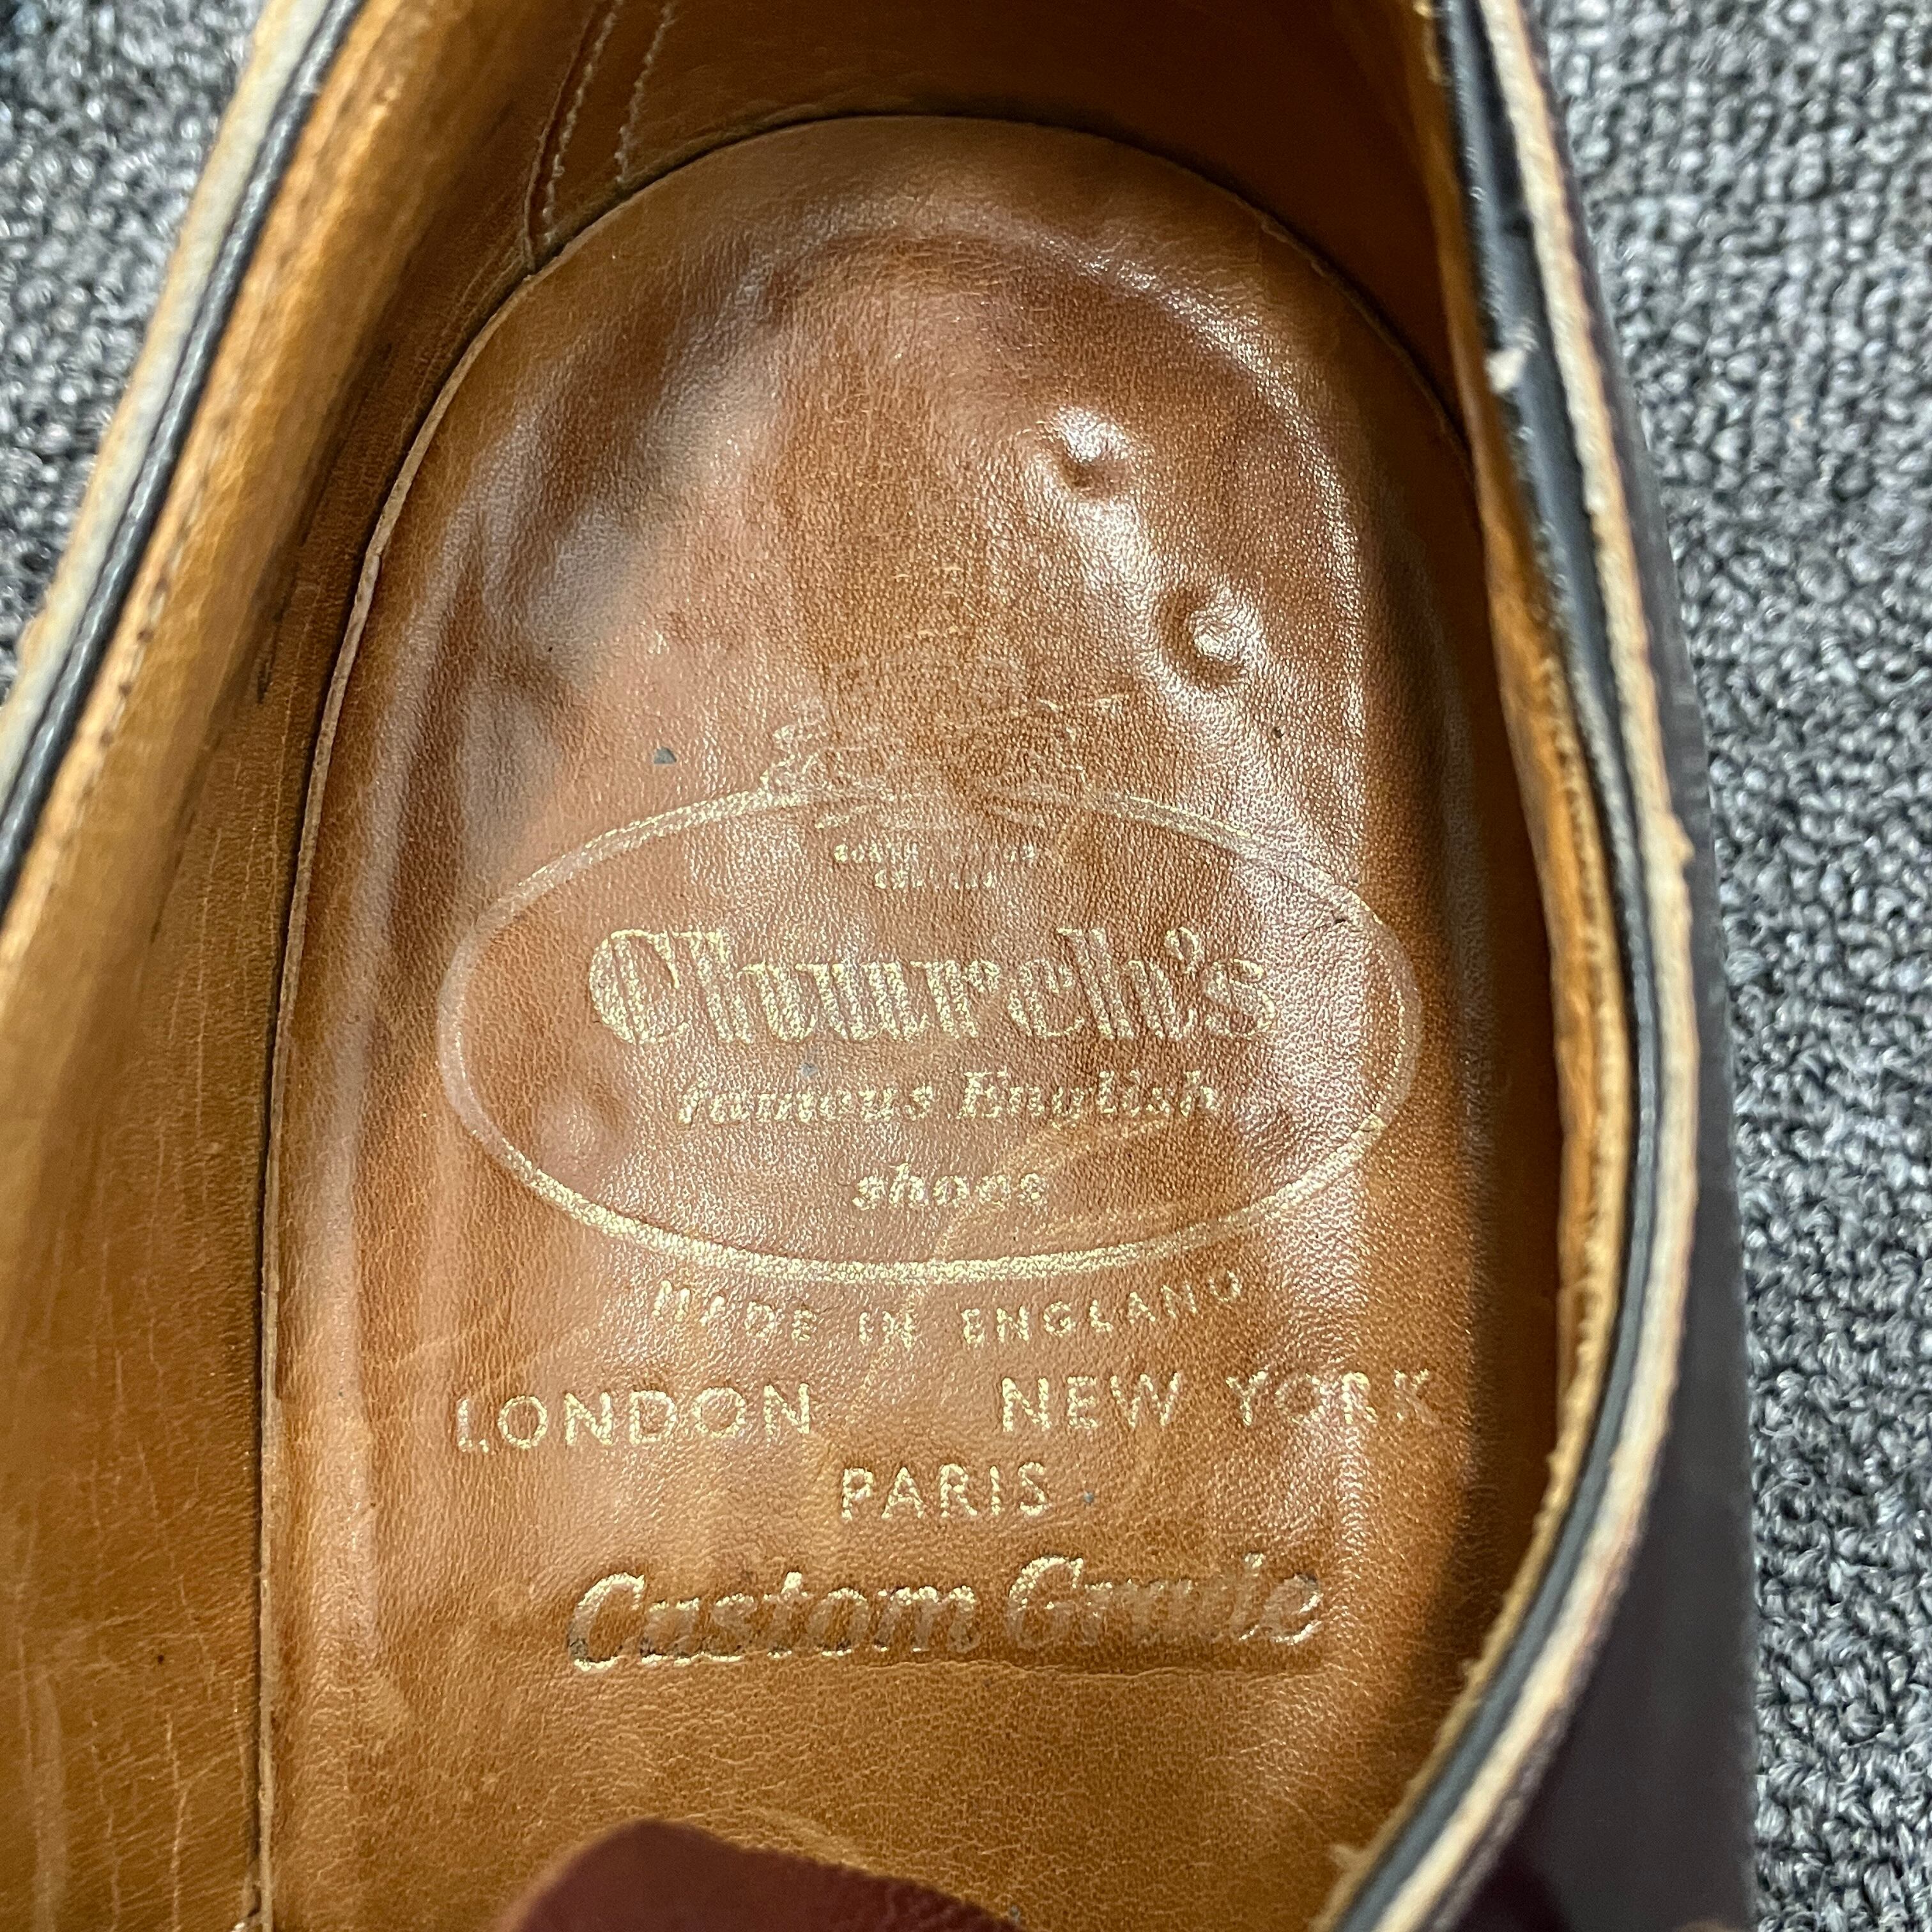 Church's
famous English
shoes
MADE IN ENGLAND
LONDON NEW YORK
PARIS
Custom Grade